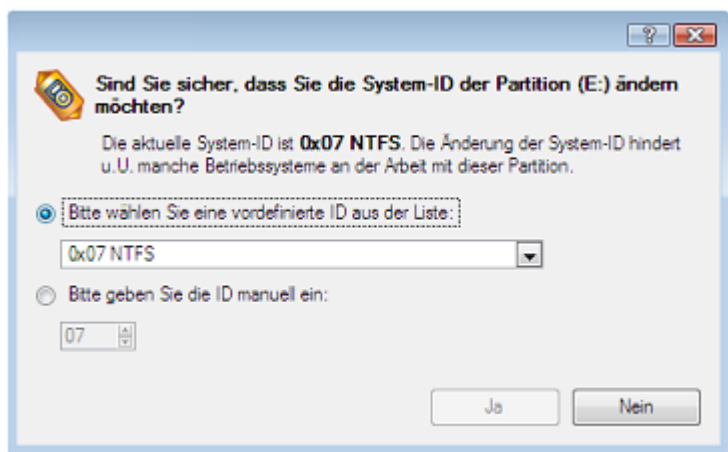 Sind Sie sicher, dass Sie die System-ID der Partition (E:) ändern
möchten?
Die aktuelle System-ID ist 0x07 NTFS. Die Änderung der System-ID hindert
u.U. manche Betriebssysteme an der Arbeit mit dieser Partition.
Bitte wählen Sie eine vordefinierte ID aus der Liste:
0x07 NTFS
Bitte geben Sie die ID manuell ein:
07
Ja Nein